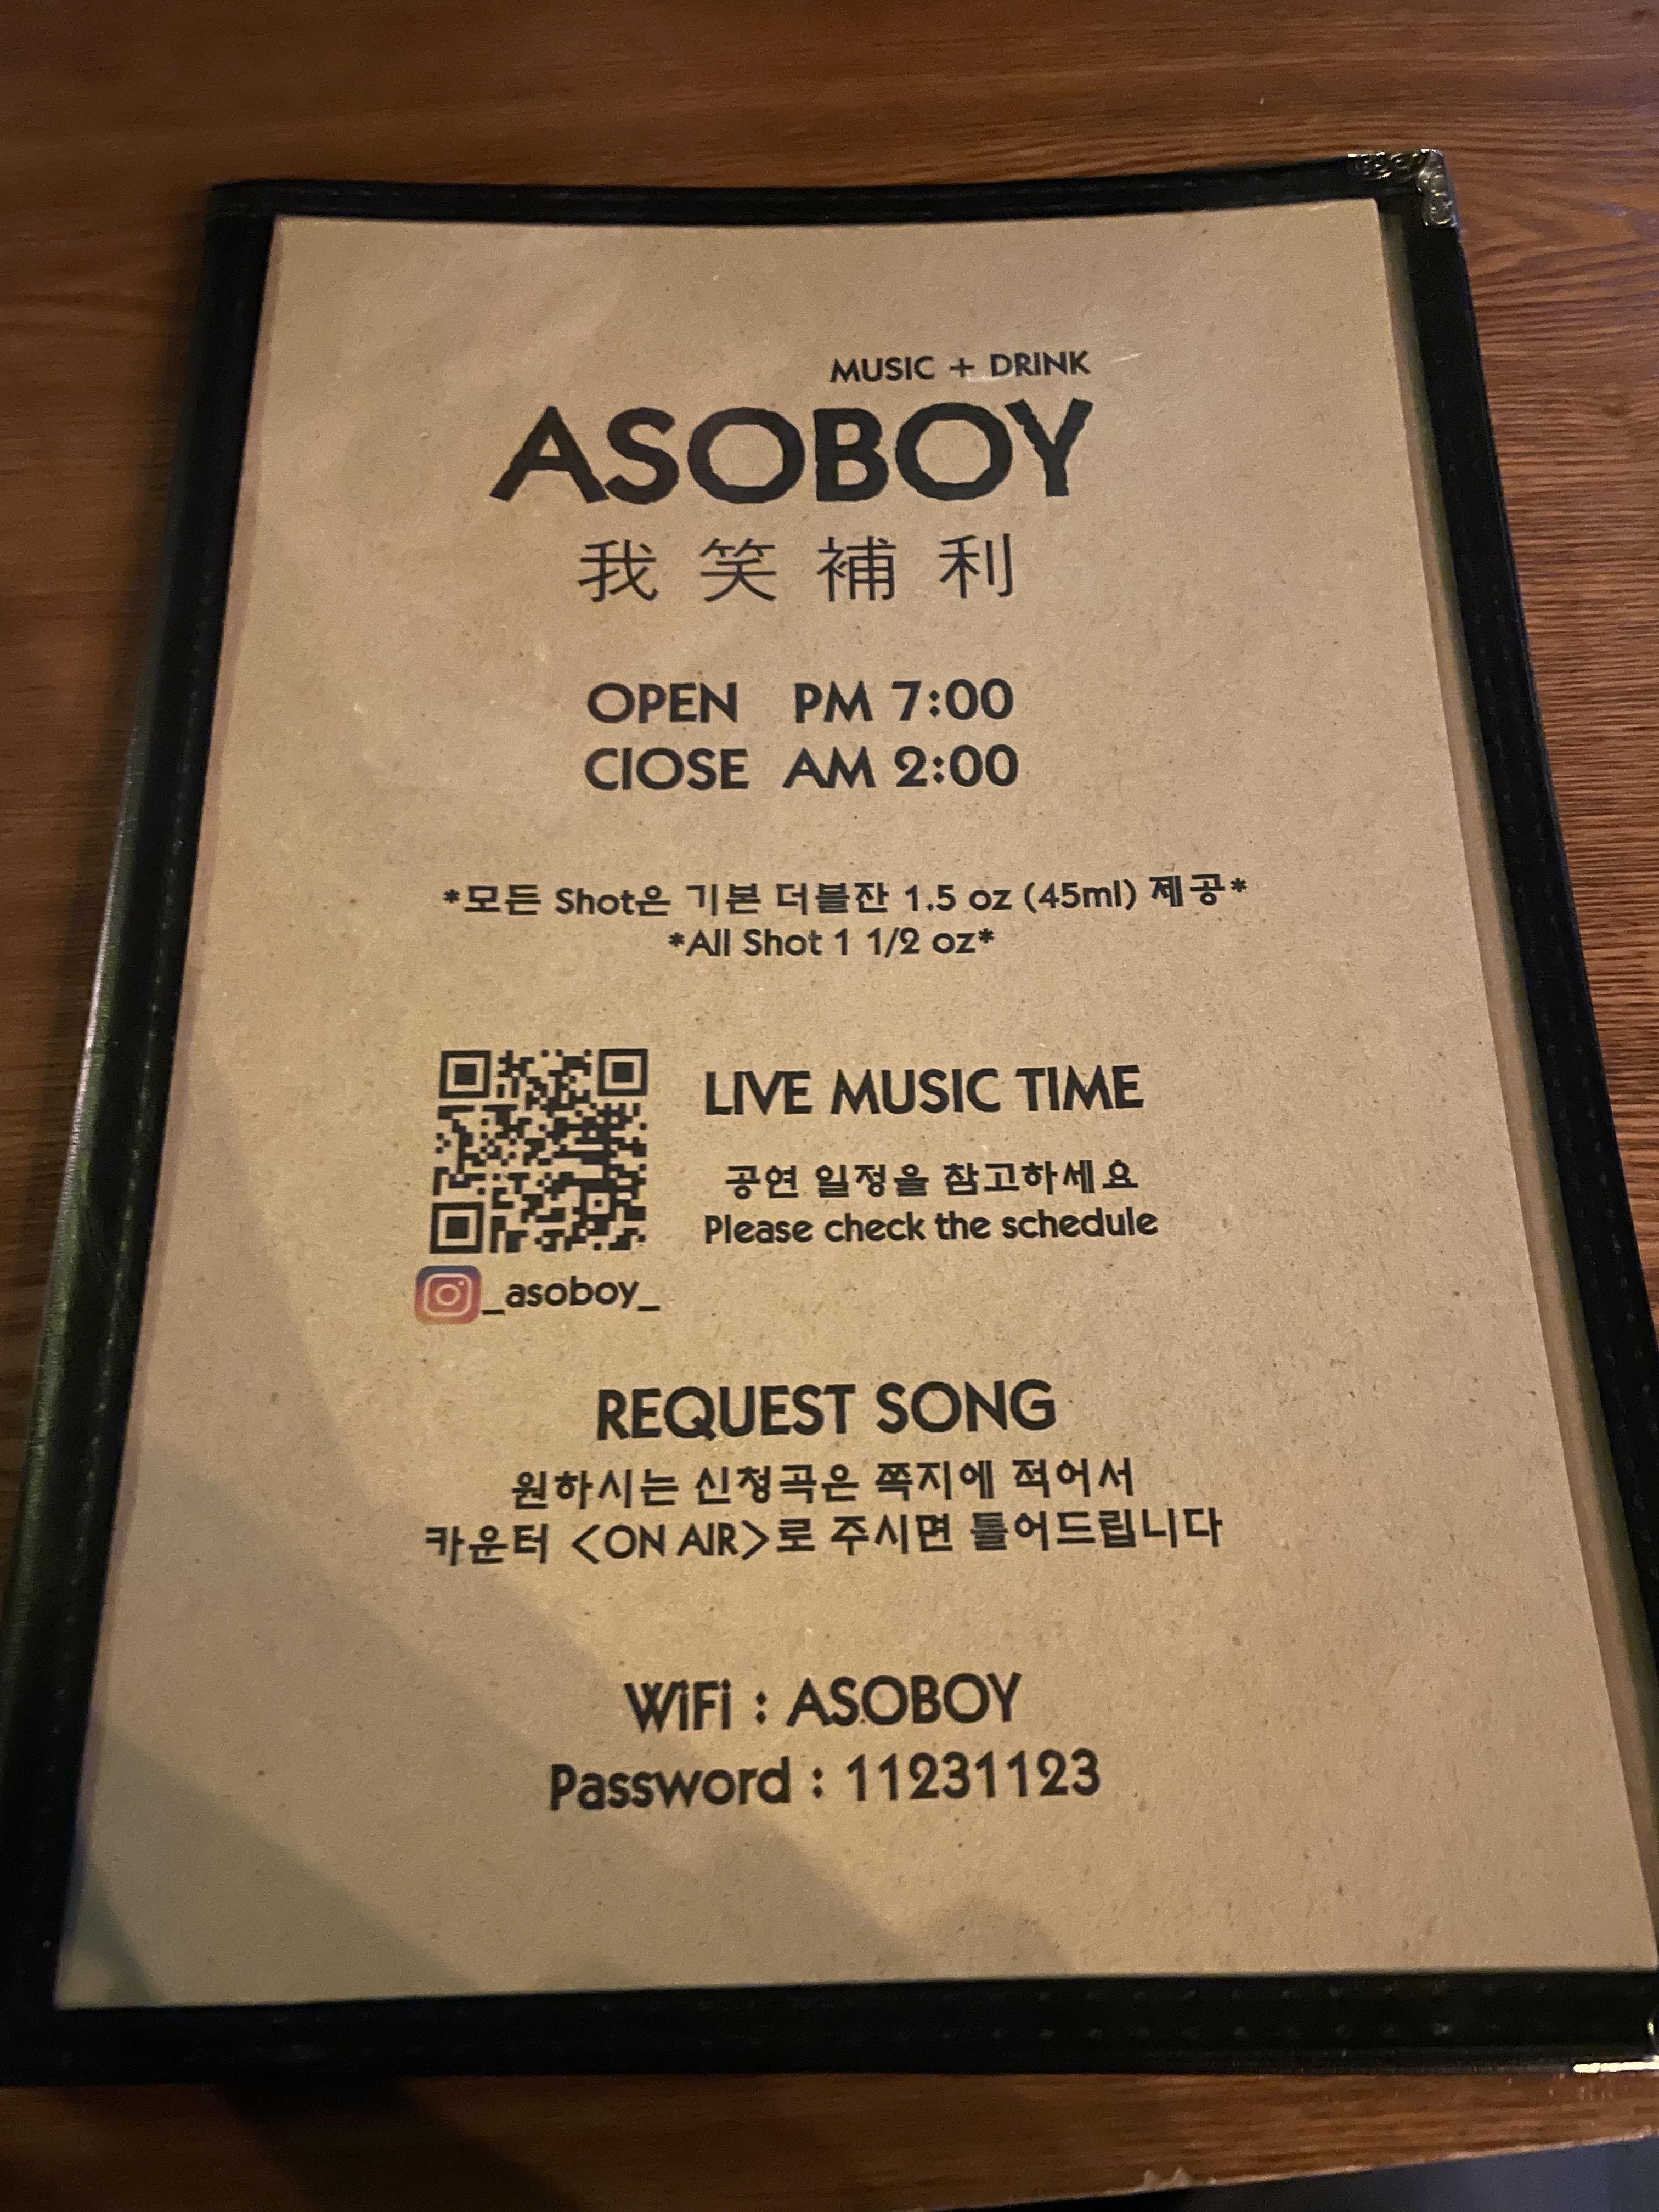 MUSIC + DRINK
ASOBOY
我笑補利
OPEN PM 7:00
ClOSE AM 2:00
*모든 Shot은 기본 더블잔 1.5 oz (45ml) 제공*
*All Shot 1 1/2 oz*
LIVE MUSIC TIME
공연 일정을 참고하세요
Please check the schedule
_asoboy_
REQUEST SONG
원하시는 신청곡은 쪽지에 적어서
카운터 <ON AIR>로 주시면 틀어드립니다
WiFi : ASOBOY
Password : 11231123